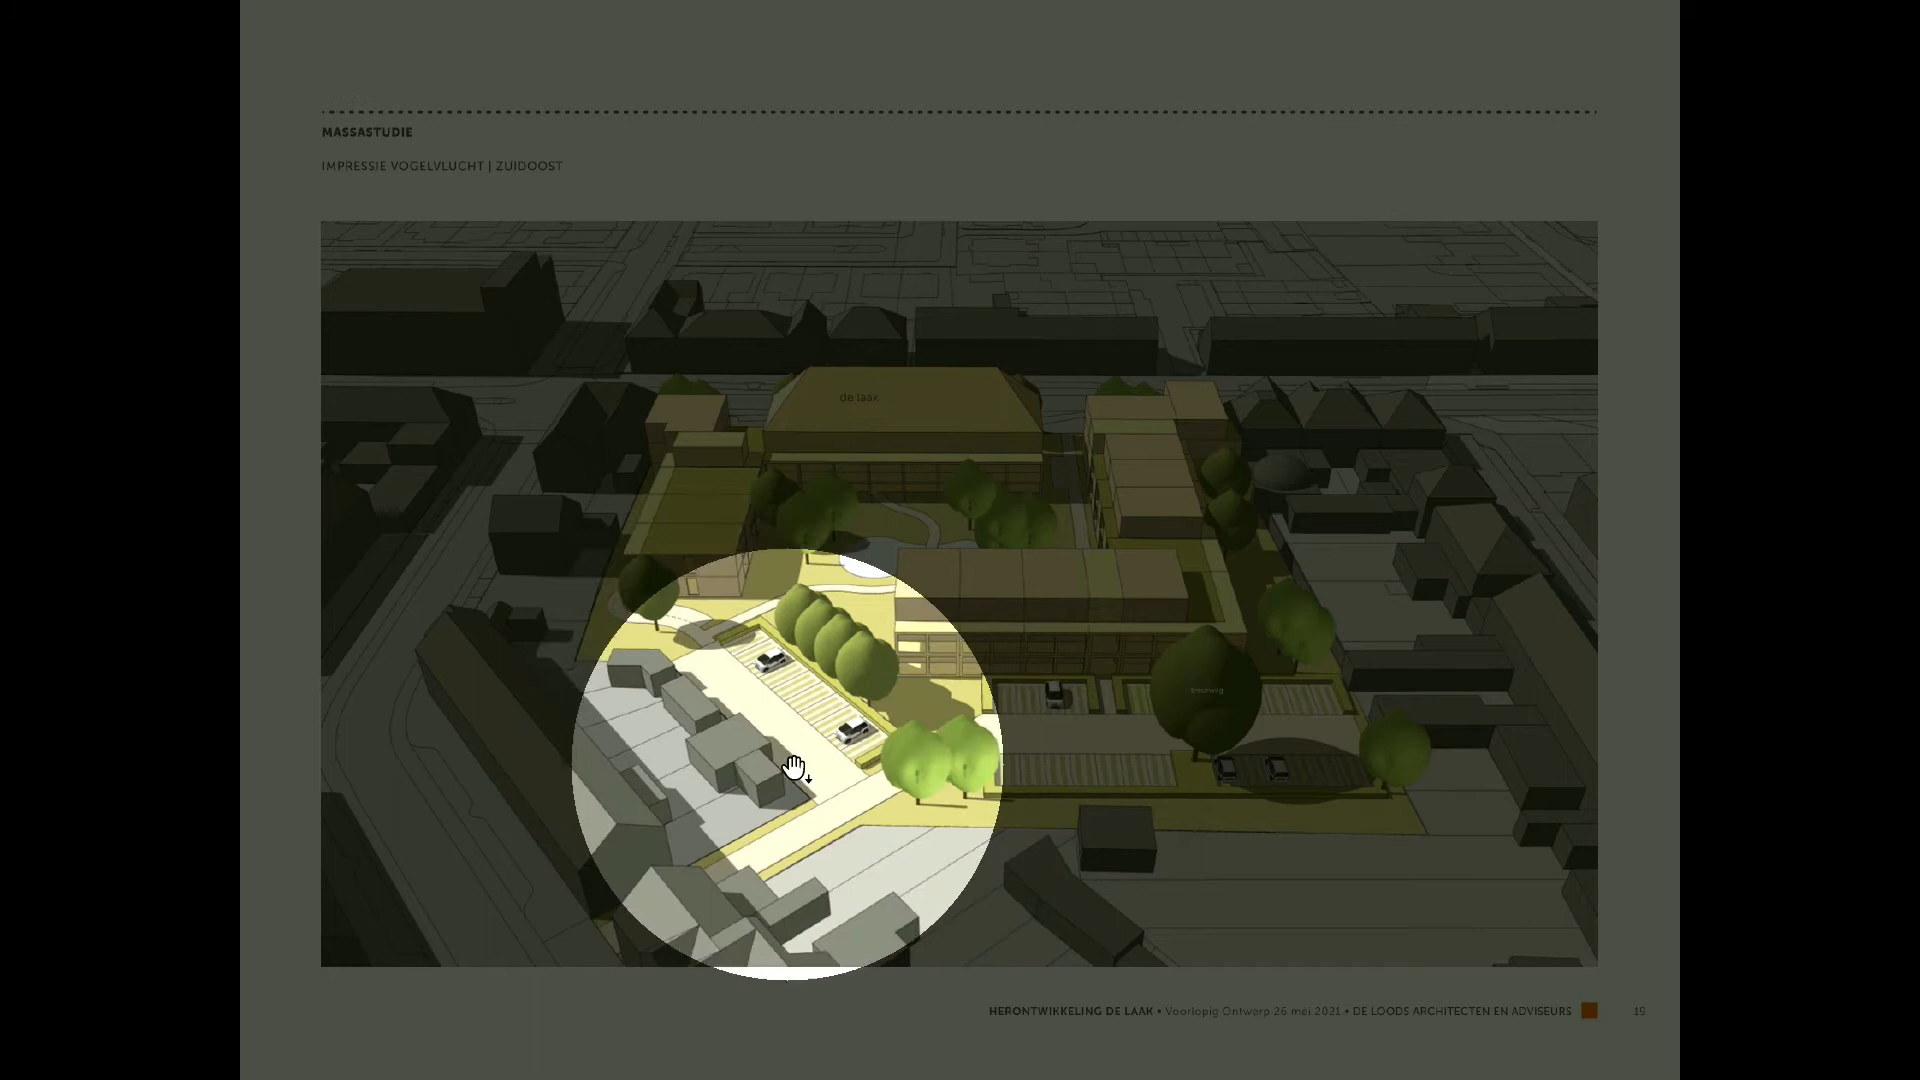 MASSASTUDIE
IMPRESSIE VOGELVLUCHT | ZUIDOOST
de laak
HERONTWIKKELING DE LAAK • Voorlopig Ontwerp 26 mei 2021 • DE LOODS ARCHITECTEN EN ADVISEURS
19